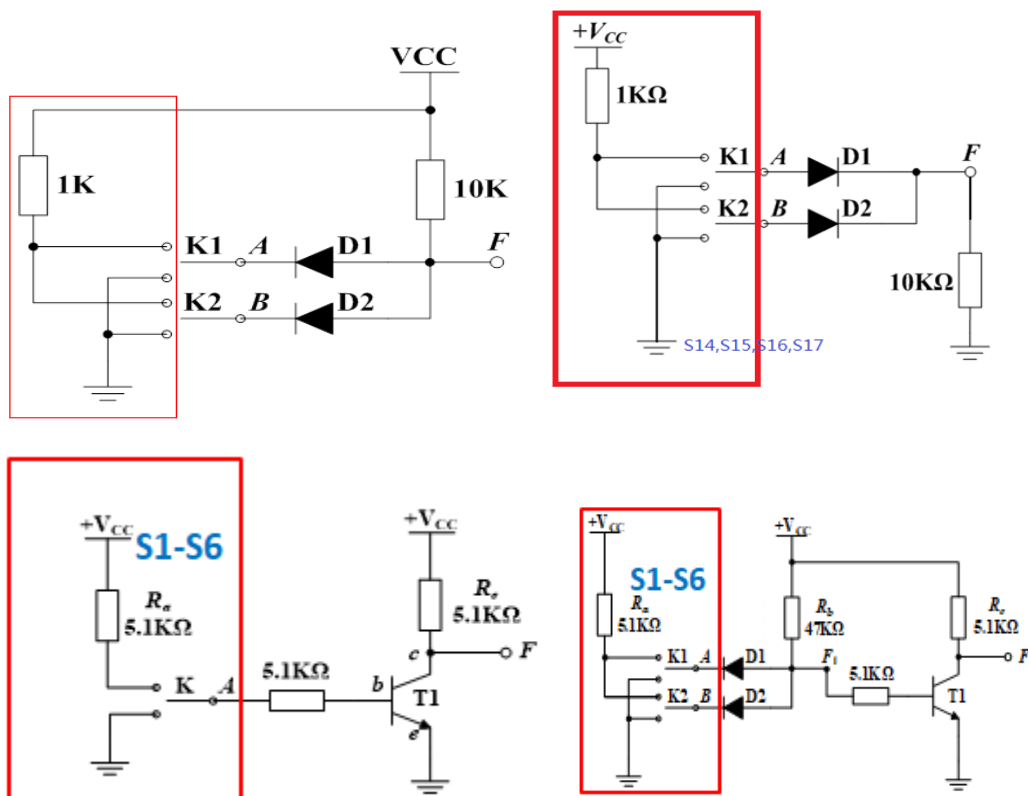 VCC
1K
10K
K1 A D1 F
K2 B D2
+VCC
1KΩ
K1 A D1 F
K2 B D2
10KΩ
S14,S15,S16,S17
+VCC
S1-S6
+VCC
Ra
5.1KΩ
Rc
5.1KΩ
c
F
5.1KΩ
K A
b
T1
e
+VCC
+VCC
S1-S6
Ra
5.1KΩ
Rb
47KΩ
Rc
5.1KΩ
K1 A D1 F1 F
5.1KΩ
K2 B D2 T1